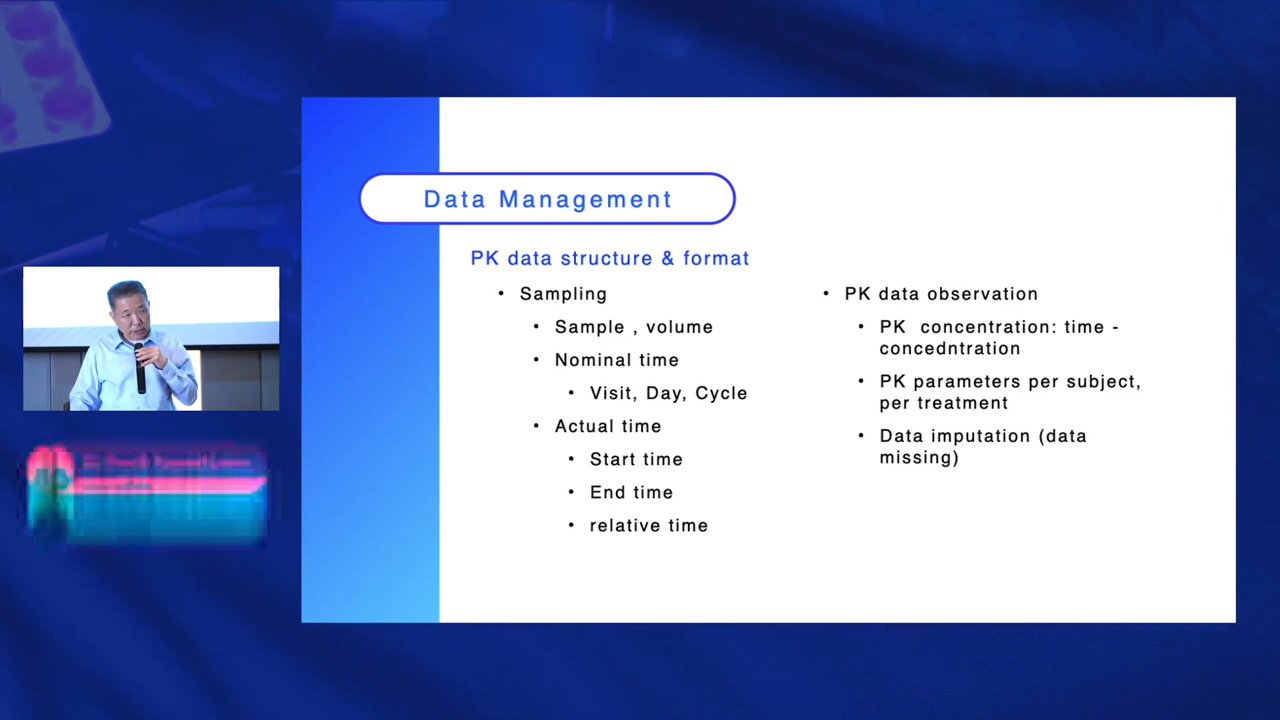 Data Management
PK data structure & format
• Sampling
• Sample , volume
• Nominal time
• Visit, Day, Cycle
• Actual time
• Start time
• End time
• relative time
• PK data observation
• PK concentration: time -
concedntration
• PK parameters per subject,
per treatment
• Data imputation (data
missing)